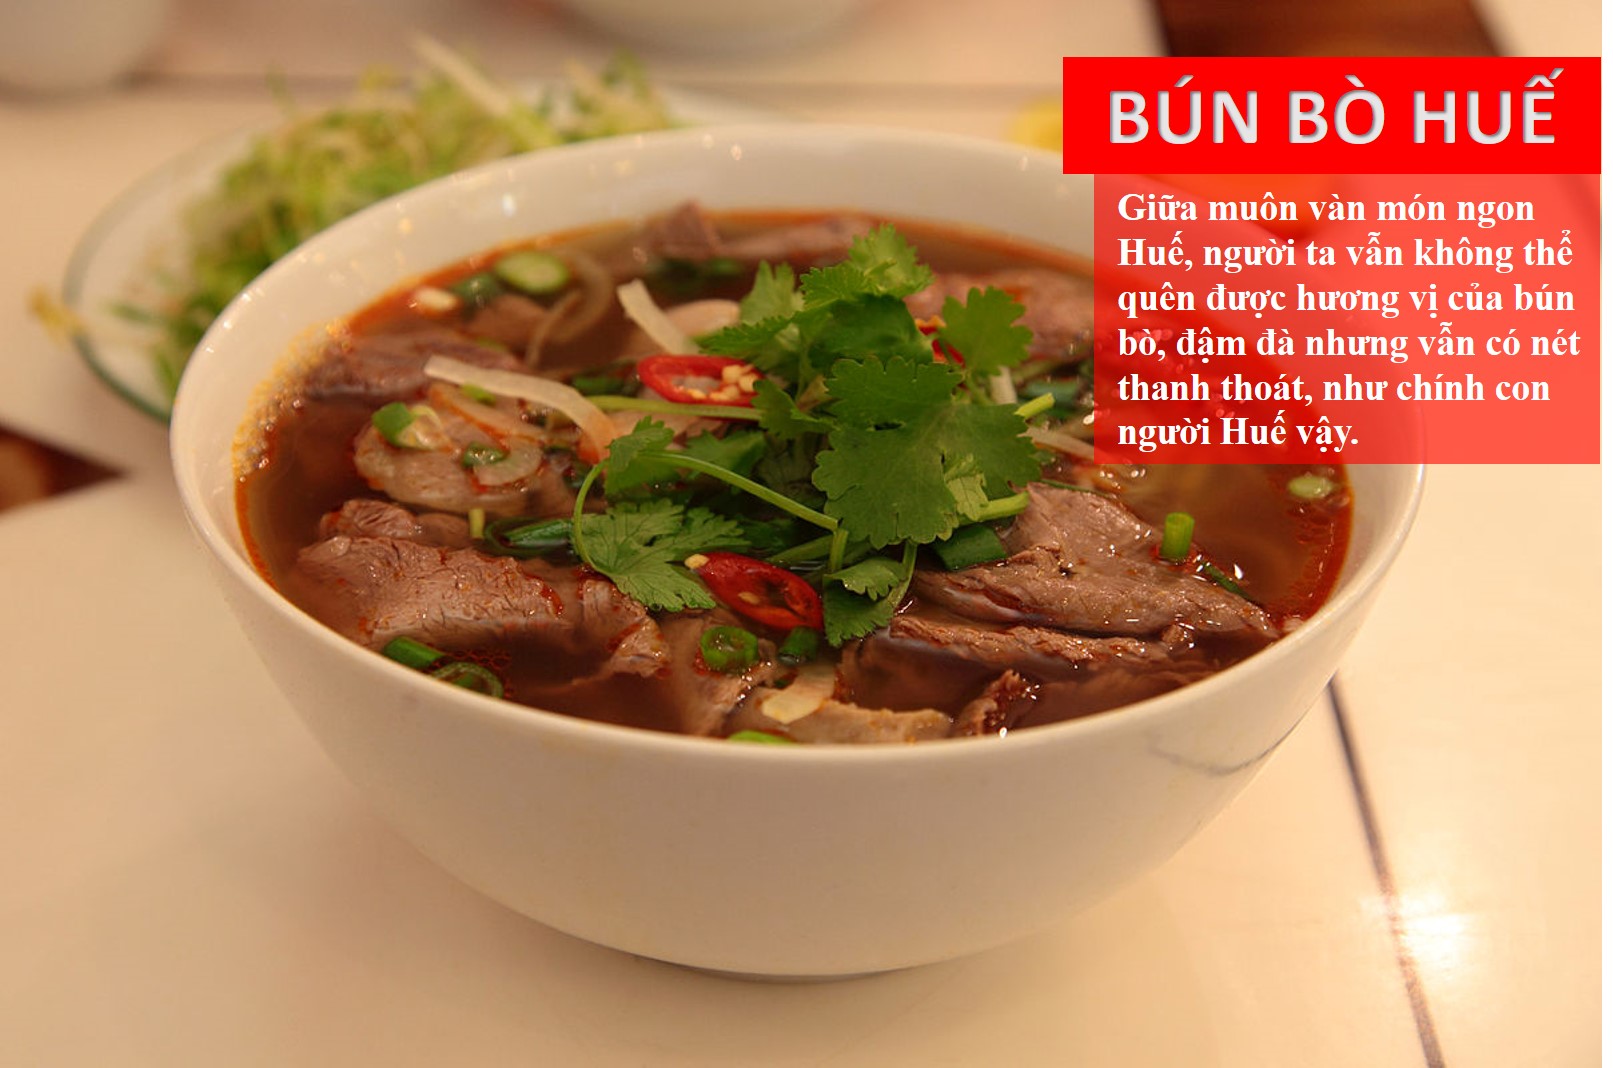 BÚN BÒ HUẾ
Giữa muôn vàn món ngon
Huế, người ta vẫn không thể
quên được hương vị của bún
bò, đậm đà nhưng vẫn có nét
thanh thoát, như chính con
người Huế vậy.